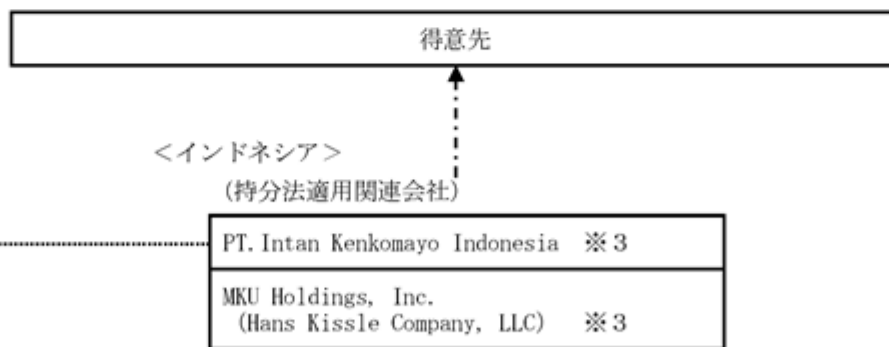 得意先
＜インドネシア＞
(持分法適用関連会社)
PT.Intan Kenkomayo Indonesia ※３
MKU Holdings, Inc.
(Hans Kissle Company, LLC) ※３